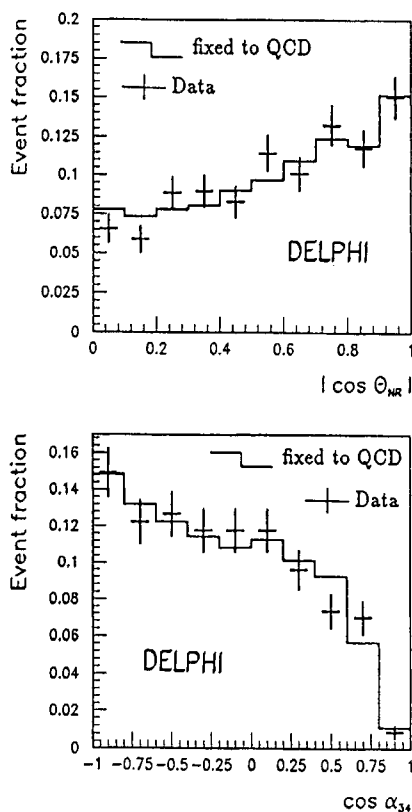 Event fraction
0.2
0.175
0.15
0.125
0.1
0.075
0.05
0.025
0
fixed to QCD
Data
DELPHI
0 0.2 0.4 0.6 0.8 1
| cos Θ_NR |
Event fraction
0.16
0.14
0.12
0.1
0.08
0.06
0.04
0.02
0
fixed to QCD
Data
DELPHI
-1 -0.75 -0.5 -0.25 0 0.25 0.5 0.75 1
cos α_34